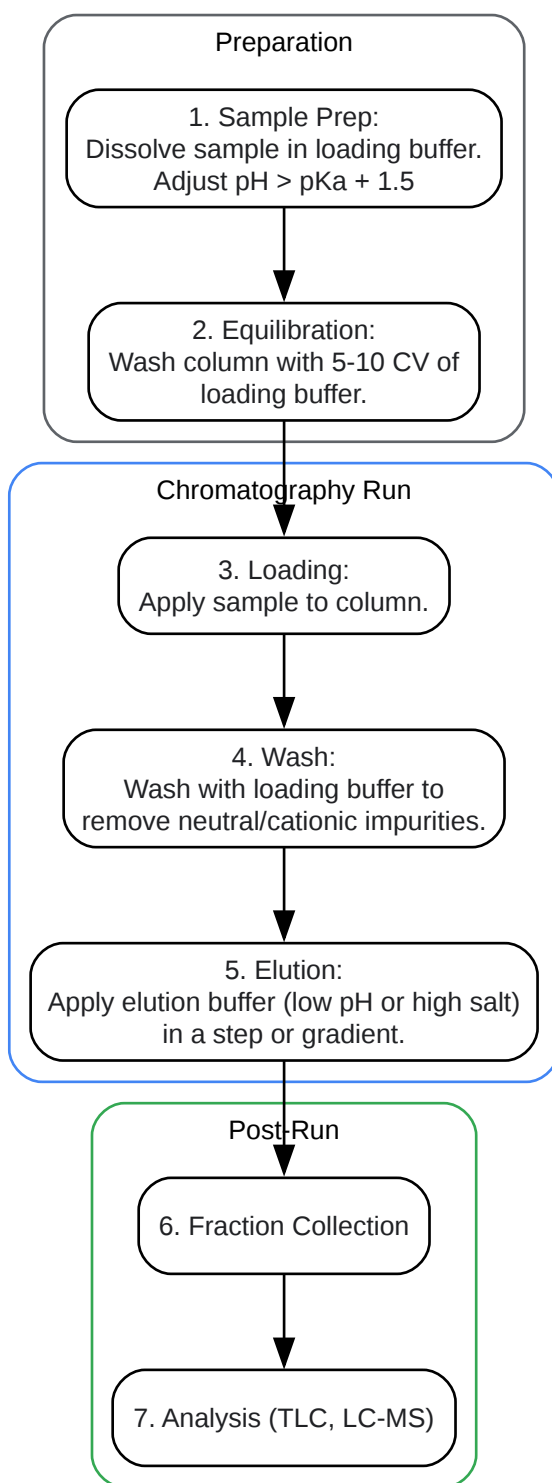 Preparation
1. Sample Prep:
Dissolve sample in loading buffer.
Adjust pH > pKa + 1.5
2. Equilibration:
Wash column with 5-10 CV of
loading buffer.
Chromatography Run
3. Loading:
Apply sample to column.
4. Wash:
Wash with loading buffer to
remove neutral/cationic impurities.
5. Elution:
Apply elution buffer (low pH or high salt)
in a step or gradient.
Post-Run
6. Fraction Collection
7. Analysis (TLC, LC-MS)